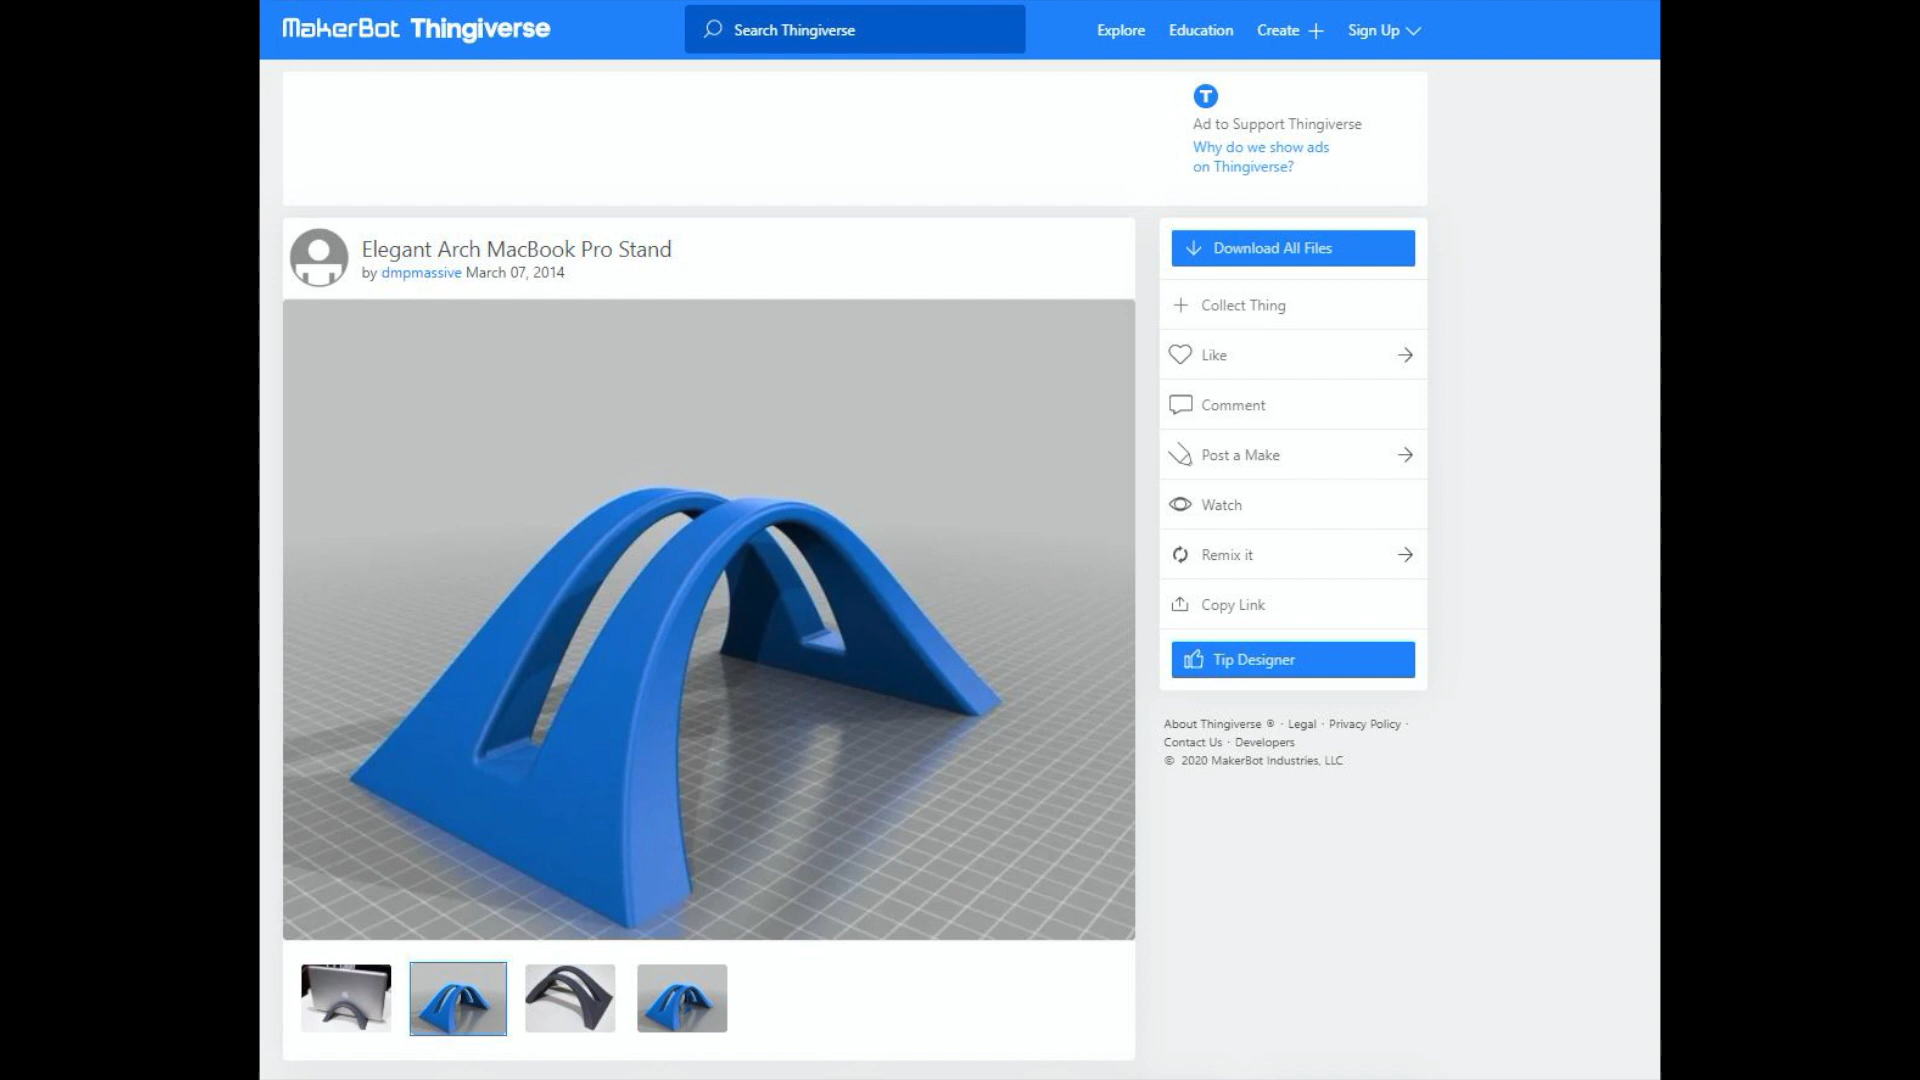 MakerBot Thingiverse
Search Thingiverse
Explore
Education
Create
Sign Up
T
Ad to Support Thingiverse
Why do we show ads
on Thingiverse?
Elegant Arch MacBook Pro Stand
by dmpmassive March 07, 2014
Download All Files
Collect Thing
Like
Comment
Post a Make
Watch
Remix it
Copy Link
Tip Designer
About Thingiverse ® · Legal · Privacy Policy ·
Contact Us · Developers
© 2020 MakerBot Industries, LLC